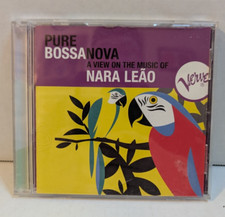 PURE
BOSSANOVA
A VIEW ON THE MUSIC OF
NARA LEÃO
Verve